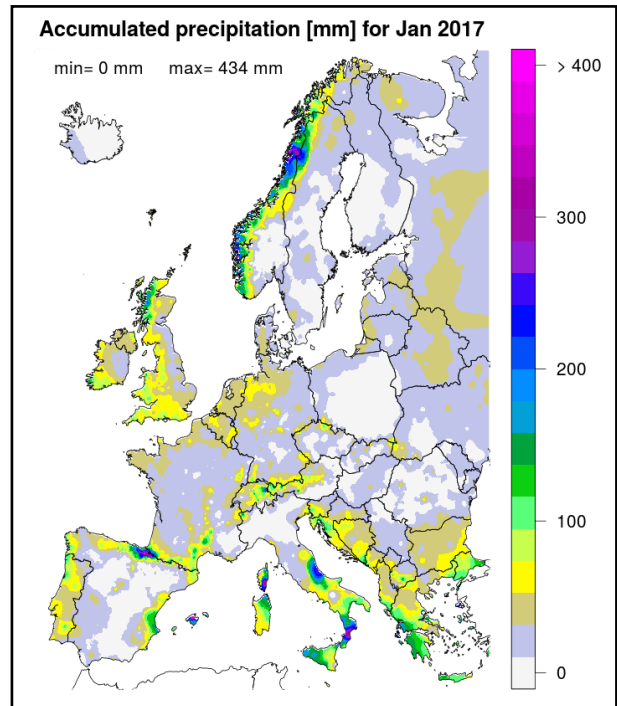 Accumulated precipitation [mm] for Jan 2017
min= 0 mm max= 434 mm
> 400
300
200
100
0